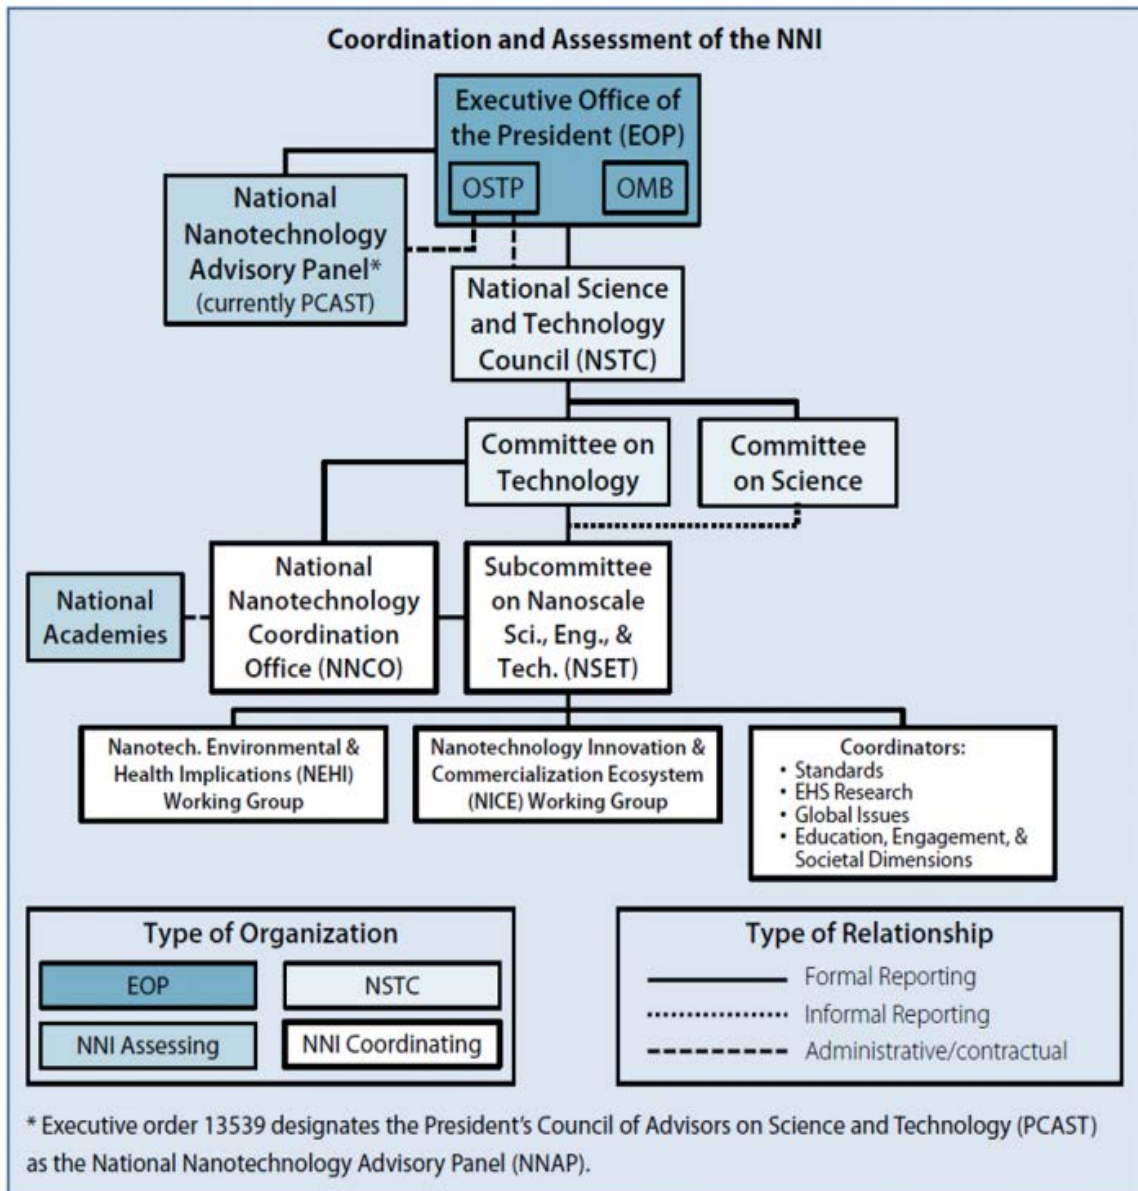 Coordination and Assessment of the NNI
Executive Office of
the President (EOP)
OSTP
OMB
National
Nanotechnology
Advisory Panel*
(currently PCAST)
National Science
and Technology
Council (NSTC)
Committee on
Technology
Committee
on Science
National
Academies
National
Nanotechnology
Coordination
Office (NNCO)
Subcommittee
on Nanoscale
Sci., Eng., &
Tech. (NSET)
Nanotech. Environmental &
Health Implications (NEHI)
Working Group
Nanotechnology Innovation &
Commercialization Ecosystem
(NICE) Working Group
Coordinators:
• Standards
• EHS Research
• Global Issues
• Education, Engagement, &
Societal Dimensions
Type of Organization
EOP
NSTC
NNI Assessing
NNI Coordinating
Type of Relationship
Formal Reporting
Informal Reporting
Administrative/contractual
* Executive order 13539 designates the President's Council of Advisors on Science and Technology (PCAST)
as the National Nanotechnology Advisory Panel (NNAP).